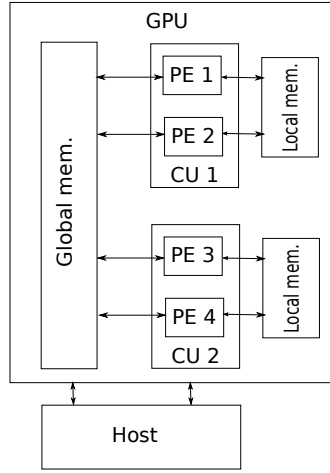 GPU
Global mem.
PE 1
PE 2
CU 1
Local mem.
PE 3
PE 4
CU 2
Local mem.
Host